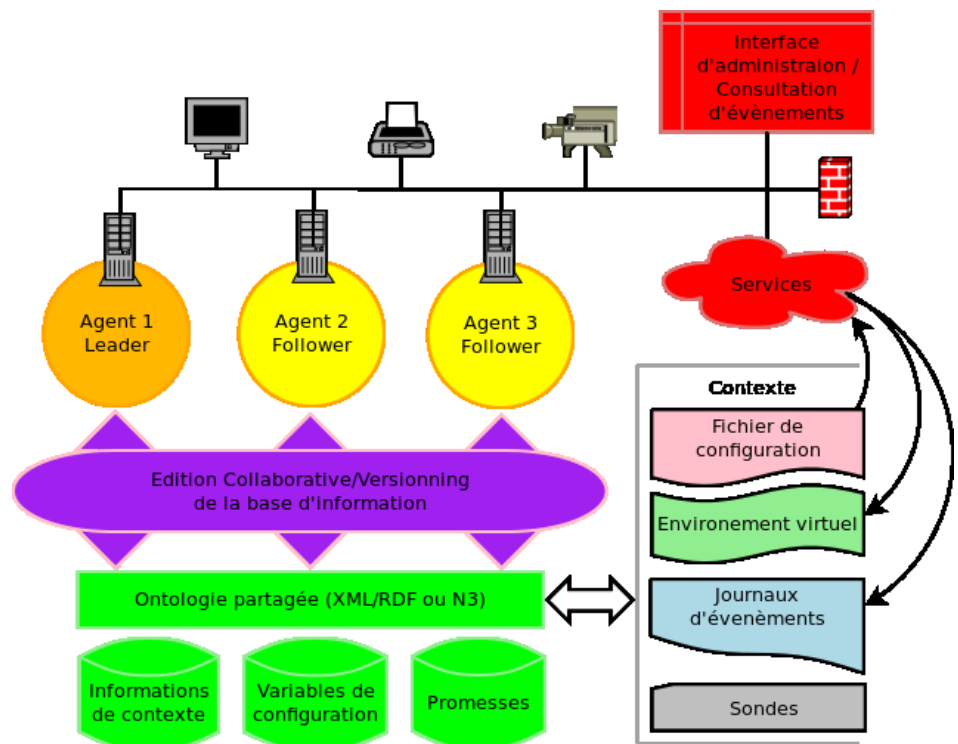 Interface
d'administraion /
Consultation
d'évènements
Services
Agent 1
Leader
Agent 2
Follower
Agent 3
Follower
Contexte
Fichier de
configuration
Edition Collaborative/Versionning
de la base d'information
Environement virtuel
Ontologie partagée (XML/RDF ou N3)
Journaux
d'évenèments
Informations
de contexte
Variables de
configuration
Promesses
Sondes